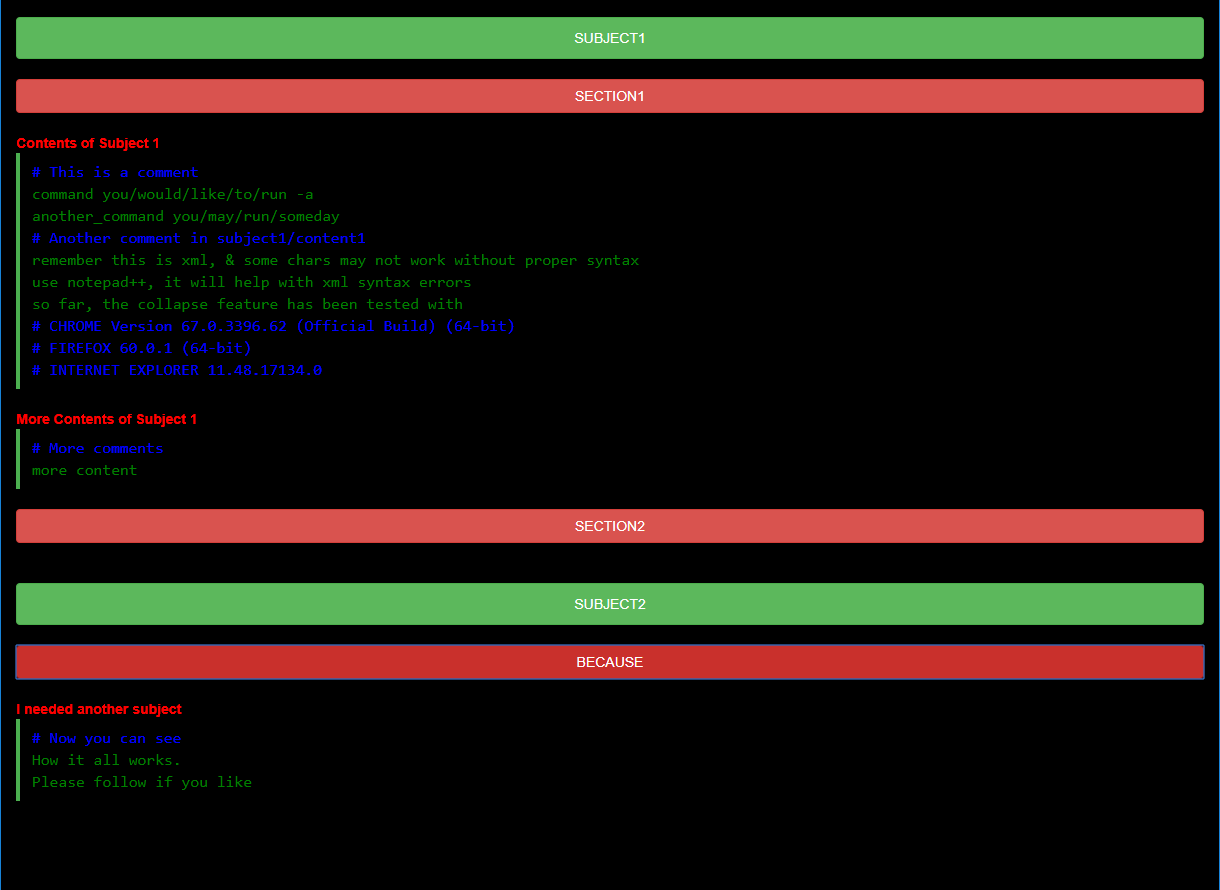 SUBJECT1
SECTION1
Contents of Subject 1
# This is a comment
command you/would/like/to/run -a
another_command you/may/run/someday
# Another comment in subject1/content1
remember this is xml, & some chars may not work without proper syntax
use notepad++, it will help with xml syntax errors
so far, the collapse feature has been tested with
# CHROME Version 67.0.3396.62 (Official Build) (64-bit)
# FIREFOX 60.0.1 (64-bit)
# INTERNET EXPLORER 11.48.17134.0
More Contents of Subject 1
# More comments
more content
SECTION2
SUBJECT2
BECAUSE
I needed another subject
# Now you can see
How it all works.
Please follow if you like